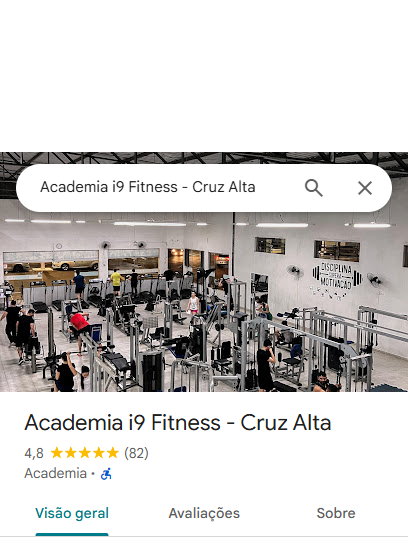 Academia i9 Fitness - Cruz Alta
DISCIPLINA
SUPERA
MOTIVAÇÃO
Academia i9 Fitness - Cruz Alta
4,8 ★★★★★ (82)
Academia ·
Visão geral Avaliações Sobre